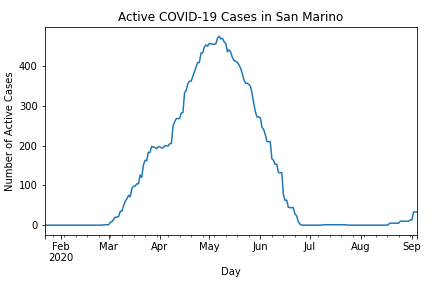 Active COVID-19 Cases in San Marino
Number of Active Cases
400
300
200
100
0
Feb Mar Apr May Jun Jul Aug Sep
2020
Day